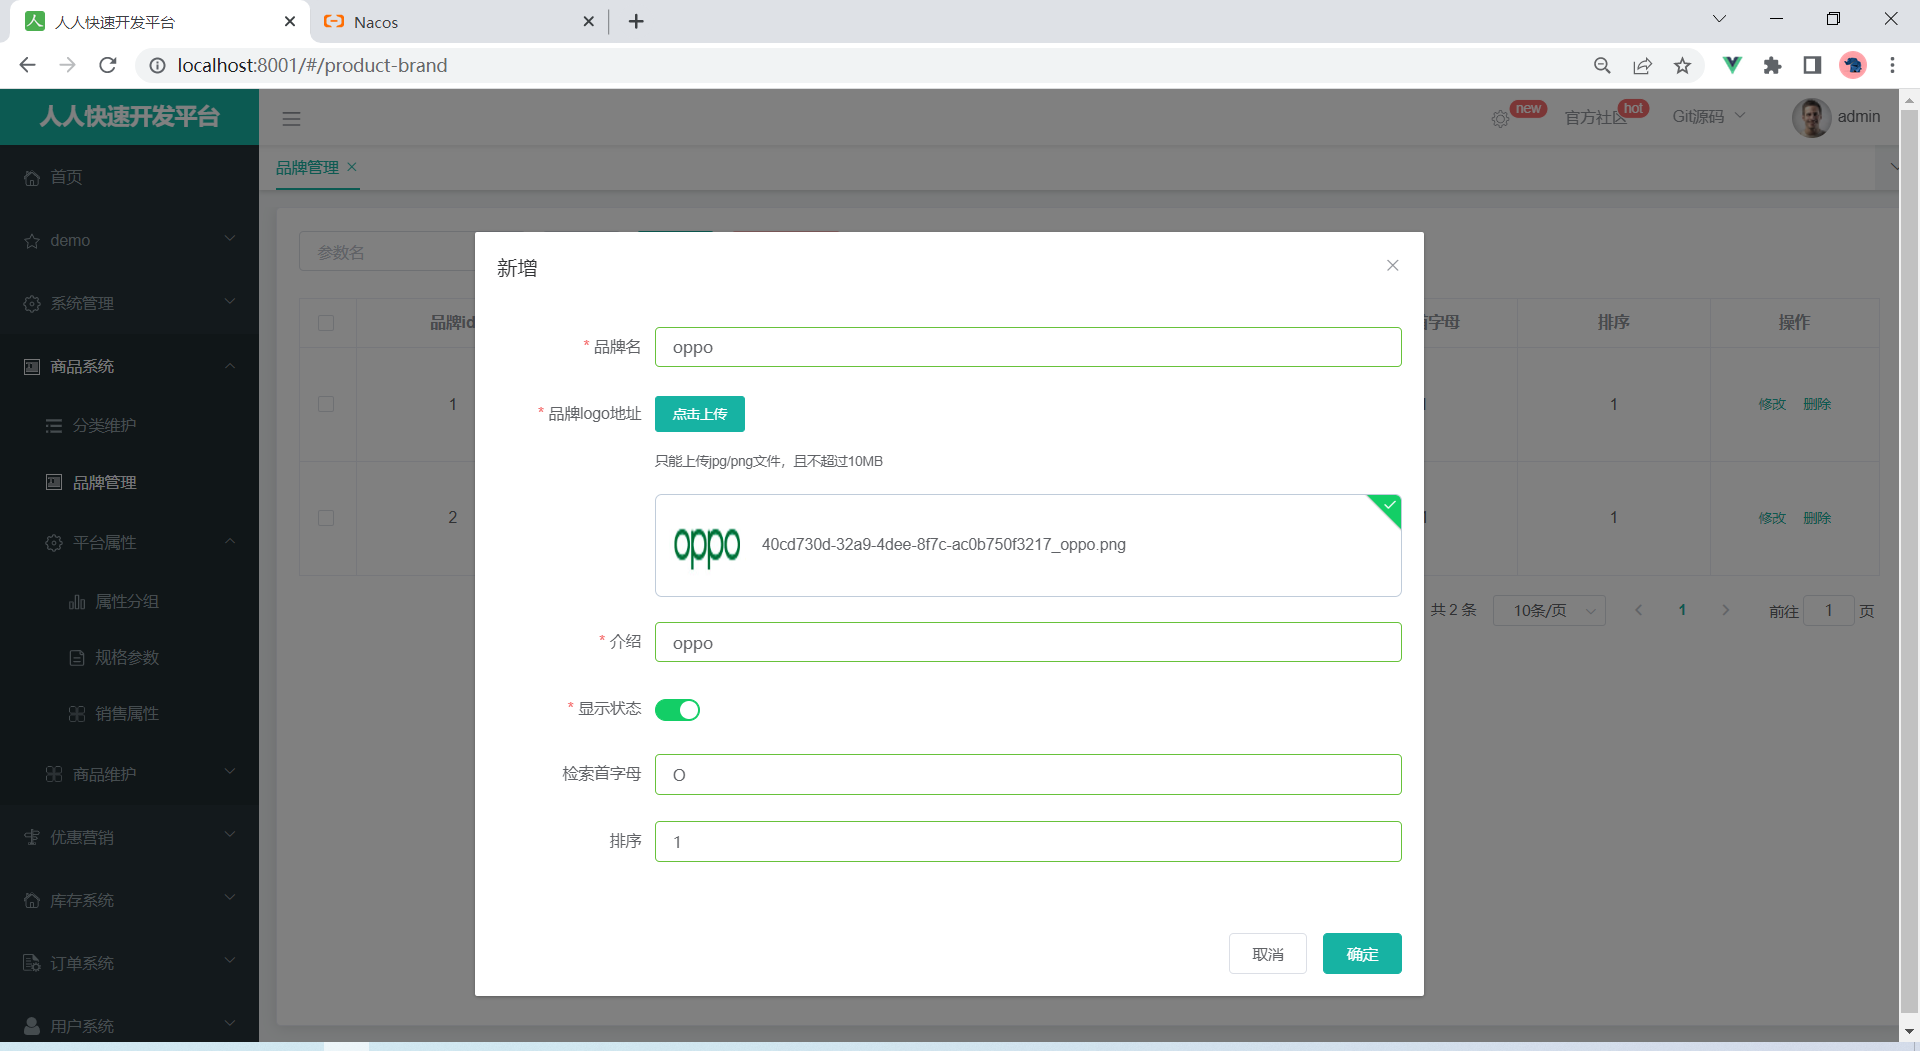 人人快速开发平台
Nacos
localhost:8001/#/product-brand
人人快速开发平台
new
官方社区
hot
Git源码
admin
首页
demo
系统管理
商品系统
分类维护
品牌管理
平台属性
属性分组
规格参数
销售属性
商品维护
优惠营销
库存系统
订单系统
用户系统
品牌管理
参数名
品牌id
字母
排序
操作
1
1
修改 删除
2
1
修改 删除
共 2 条
10条/页
1
前往 1 页
新增
* 品牌名
oppo
* 品牌logo地址
点击上传
只能上传jpg/png文件，且不超过10MB
oppo
40cd730d-32a9-4dee-8f7c-ac0b750f3217_oppo.png
* 介绍
oppo
* 显示状态
检索首字母
O
排序
1
取消
确定